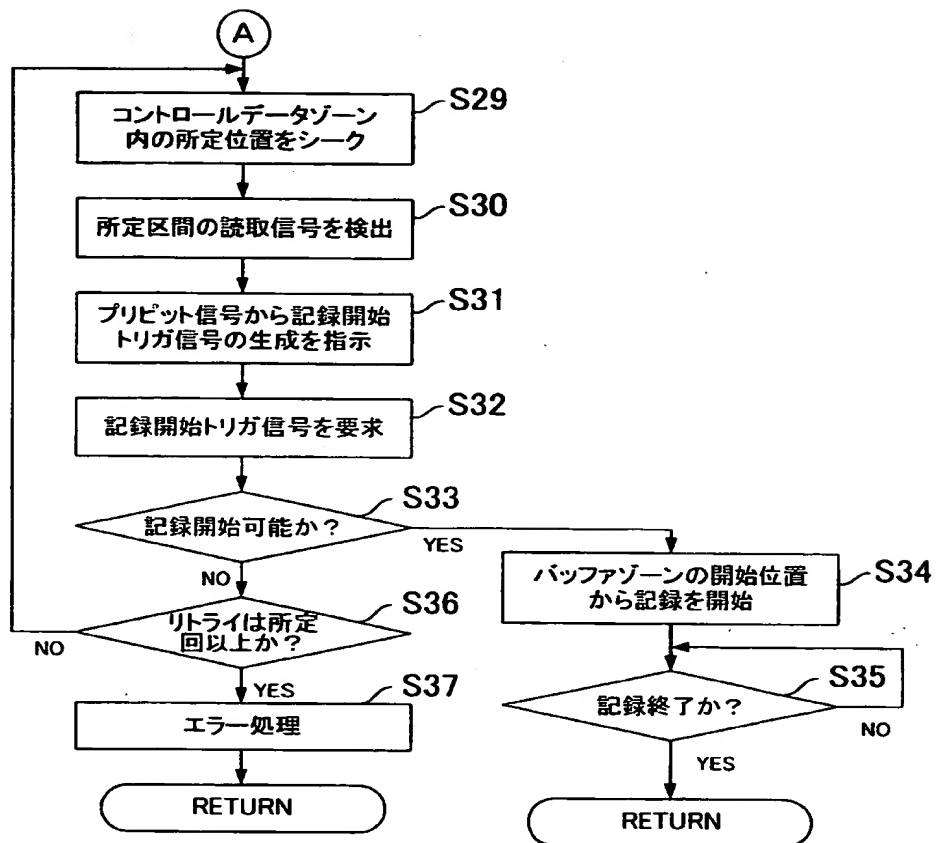 A
コントロールデータゾーン
内の所定位置をシーク
S29
所定区間の読取信号を検出
S30
プリピット信号から記録開始
トリガ信号の生成を指示
S31
記録開始トリガ信号を要求
S32
記録開始可能か?
S33
YES
NO
バッファゾーンの開始位置
から記録を開始
S34
リトライは所定
回以上か?
S36
NO
YES
記録終了か?
S35
NO
YES
エラー処理
S37
RETURN
RETURN